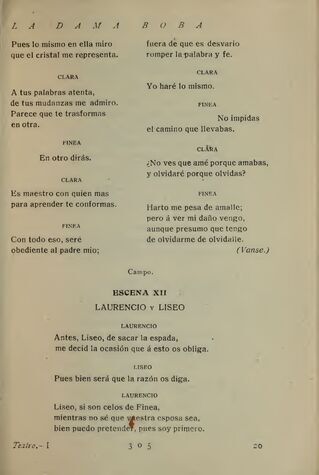 LA DAMA BOBA
Pues lo mismo en ella miro
que el cristal me representa.
CLARA
A tus palabras atenta,
de tus mudanzas me admiro.
Parece que te trasformas
en otra.
FINEA
En otro dirás.
CLARA
Es maestro con quien mas
para aprender te conformas.
FINEA
Con todo eso, seré
obediente al padre mio;
fuera de que es desvario
romper la palabra y fe.
CLARA
Yo haré lo mismo.
FINEA
No impidas
el camino que llevabas.
CLARA
¿No ves que amé porque amabas,
y olvidaré porque olvidas?
FINEA
Harto me pesa de amalle;
pero á ver mi daño vengo,
aunque presumo que tengo
de olvidarme de olvidalle.
(Vanse.)
Campo.
ESCENA XII
LAURENCIO Y LISEO
LAURENCIO
Antes, Liseo, de sacar la espada,
me decid la ocasión que á esto os obliga.
LISEO
Pues bien será que la razón os diga.
LAURENCIO
Liseo, si son celos de Finea,
mientras no sé que vuestra esposa sea,
bien puedo pretender, pues soy primero.
Teatro.- I
305
20